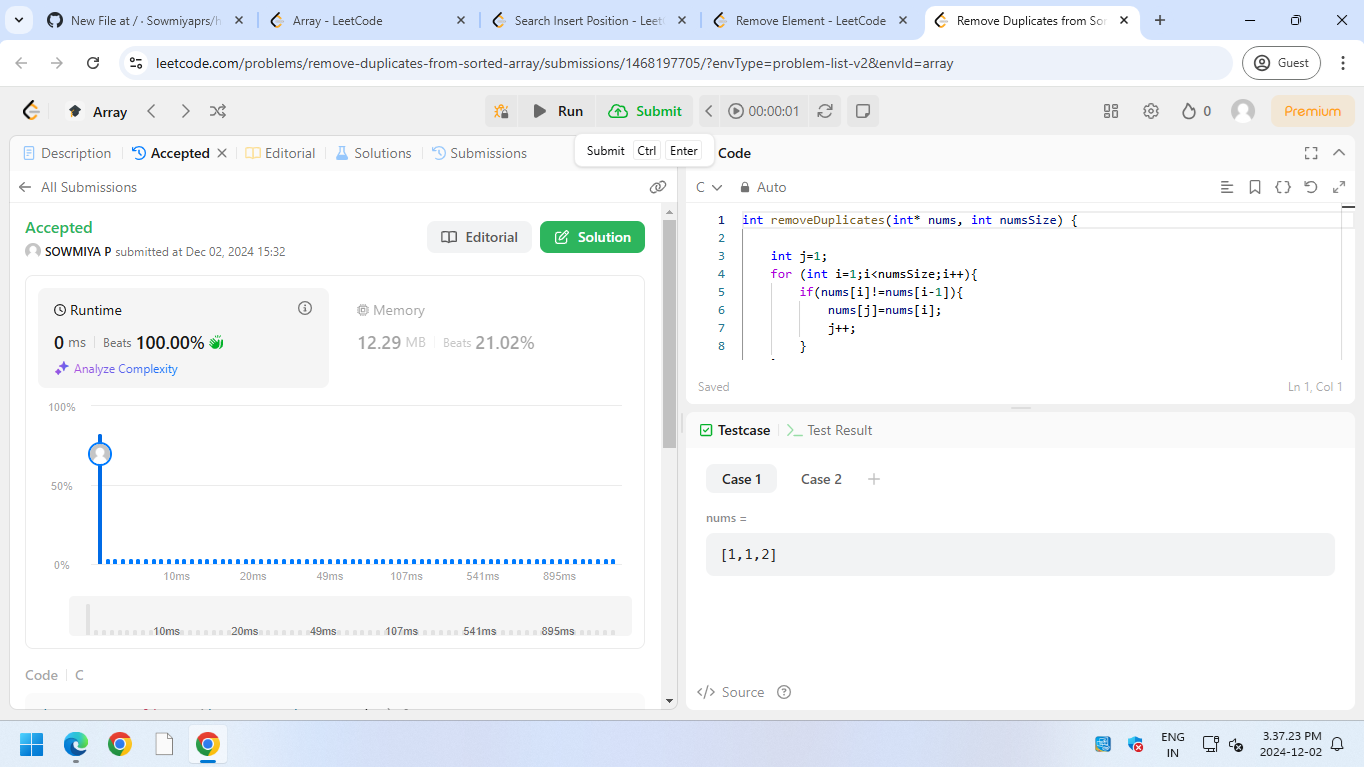 New File at / · Sowmiyaprs/h
Array - LeetCode
Search Insert Position - Leet
Remove Element - LeetCode
Remove Duplicates from Sor
leetcode.com/problems/remove-duplicates-from-sorted-array/submissions/1468197705/?envType=problem-list-v2&envId=array
Guest
Array
Run
Submit
00:00:01
0
Premium
Description
Accepted
Editorial
Solutions
Submissions
Submit Ctrl Enter
Code
All Submissions
C
Auto
Accepted
SOWMIYA P submitted at Dec 02, 2024 15:32
Editorial
Solution
Runtime
0 ms Beats 100.00%
Analyze Complexity
Memory
12.29 MB Beats 21.02%
100%
50%
0%
10ms 20ms 49ms 107ms 541ms 895ms
10ms 20ms 49ms 107ms 541ms 895ms
Code C
1 int removeDuplicates(int* nums, int numsSize) {
2
3 int j=1;
4 for (int i=1;i<numsSize;i++){
5 if(nums[i]!=nums[i-1]){
6 nums[j]=nums[i];
7 j++;
8 }
Saved
Ln 1, Col 1
Testcase
Test Result
Case 1
Case 2
nums =
[1,1,2]
Source
ENG
IN
3.37.23 PM
2024-12-02